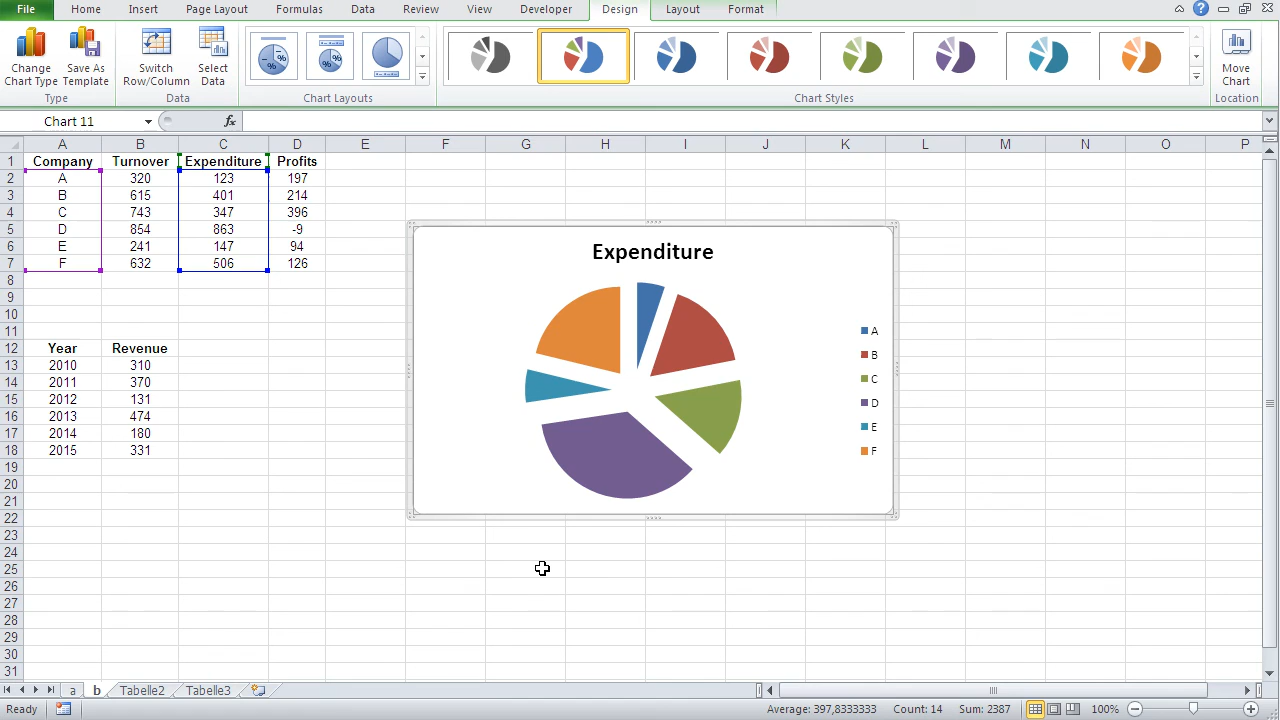 File Home Insert Page Layout Formulas Data Review View Developer Design Layout Format
Change Chart Type
Save As Template
Switch Row/Column
Select Data
Move Chart
Type Data Chart Layouts Chart Styles Location
Chart 11 fx
A B C D E F G H I J K L M N O P
1 Company Turnover Expenditure Profits
2 A 320 123 197
3 B 615 401 214
4 C 743 347 396
5 D 854 863 -9
6 E 241 147 94
7 F 632 506 126
8
9
10
11
12 Year Revenue
13 2010 310
14 2011 370
15 2012 131
16 2013 474
17 2014 180
18 2015 331
19
20
21
22
23
24
25
26
27
28
29
30
31
Expenditure
A
B
C
D
E
F
a b Tabelle2 Tabelle3
Ready Average: 397,8333333 Count: 14 Sum: 2387 100%